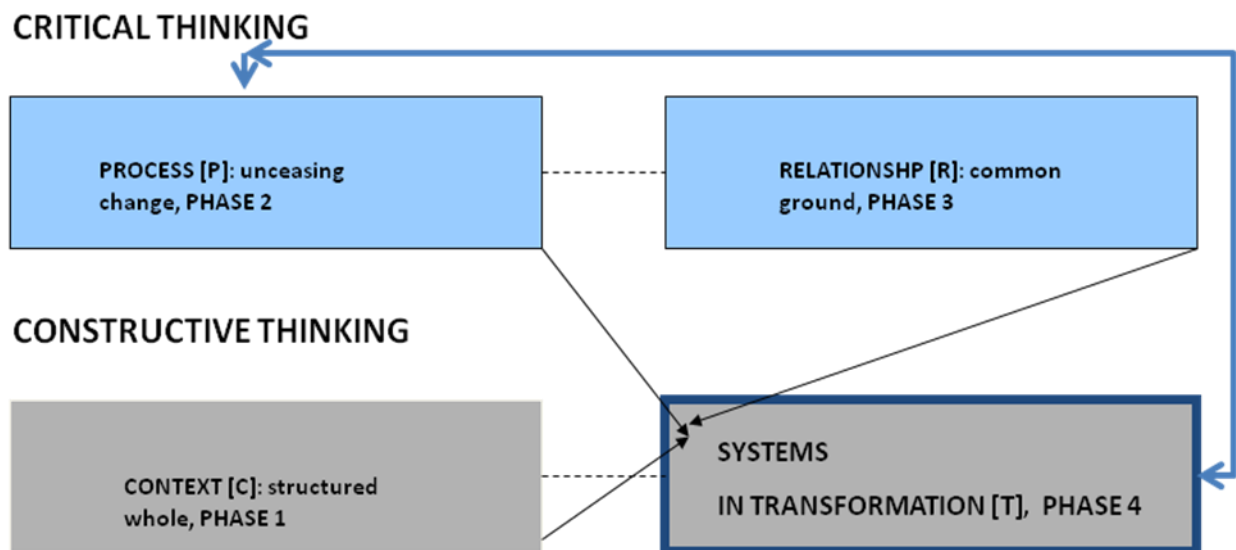 CRITICAL THINKING
PROCESS [P]: unceasing
change, PHASE 2
RELATIONSHP [R]: common
ground, PHASE 3
CONSTRUCTIVE THINKING
CONTEXT [C]: structured
whole, PHASE 1
SYSTEMS
IN TRANSFORMATION [T], PHASE 4